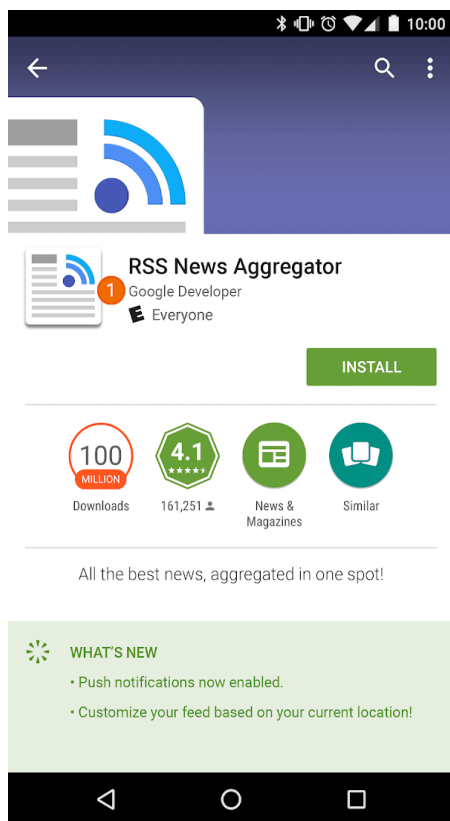 10:00
RSS News Aggregator
1
Google Developer
E Everyone
INSTALL
100
MILLION
Downloads
4.1
161,251
News &
Magazines
Similar
All the best news, aggregated in one spot!
WHAT'S NEW
• Push notifications now enabled.
• Customize your feed based on your current location!